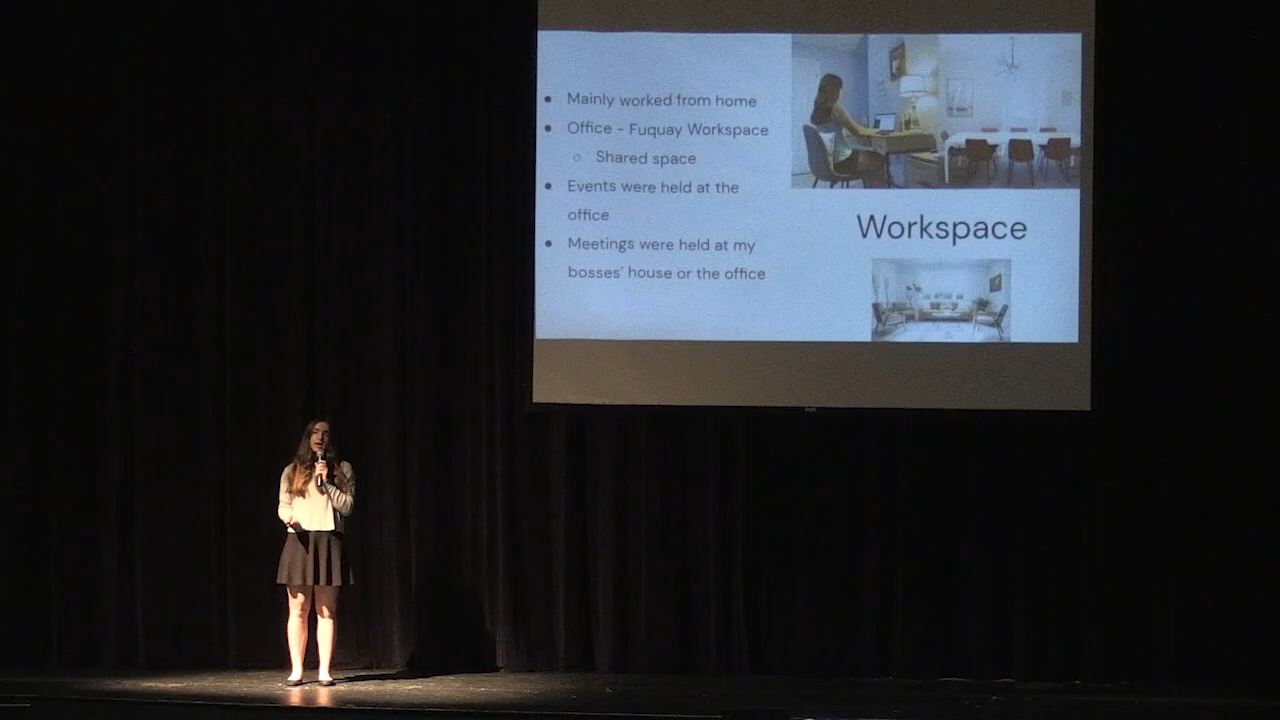 Mainly worked from home
Office - Fuquay Workspace
Shared space
Events were held at the
office
Meetings were held at my
bosses' house or the office
Workspace